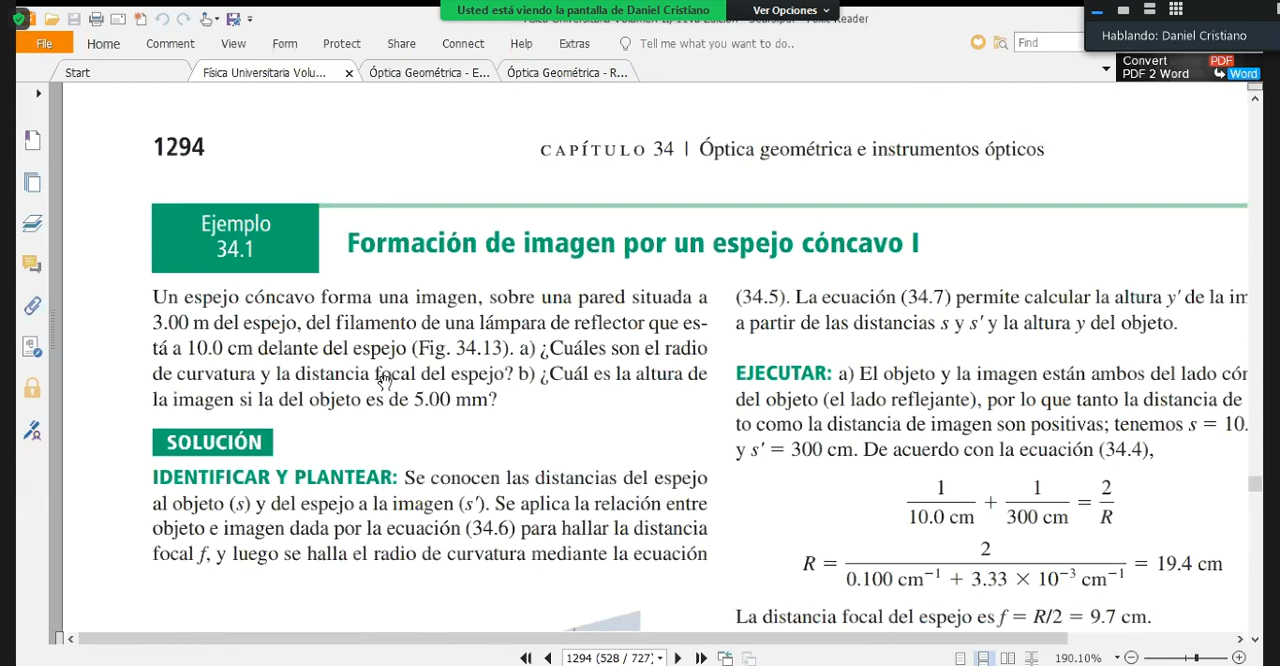 Usted está viendo la pantalla de Daniel Cristiano
Ver Opciones
Reader
Hablando: Daniel Cristiano
File Home Comment View Form Protect Share Connect Help Extras Tell me what you want to do..
Find
Start
Física Universitaria Volu... ×
Óptica Geométrica - E...
Óptica Geométrica - R...
Convert PDF
PDF 2 Word Word
1294
CAPÍTULO 34 | Óptica geométrica e instrumentos ópticos
Ejemplo
34.1
Formación de imagen por un espejo cóncavo I
Un espejo cóncavo forma una imagen, sobre una pared situada a
3.00 m del espejo, del filamento de una lámpara de reflector que es-
tá a 10.0 cm delante del espejo (Fig. 34.13). a) ¿Cuáles son el radio
de curvatura y la distancia focal del espejo? b) ¿Cuál es la altura de
la imagen si la del objeto es de 5.00 mm?
SOLUCIÓN
IDENTIFICAR Y PLANTEAR: Se conocen las distancias del espejo
al objeto (s) y del espejo a la imagen (s′). Se aplica la relación entre
objeto e imagen dada por la ecuación (34.6) para hallar la distancia
focal f, y luego se halla el radio de curvatura mediante la ecuación
(34.5). La ecuación (34.7) permite calcular la altura y′ de la im
a partir de las distancias s y s′ y la altura y del objeto.
EJECUTAR: a) El objeto y la imagen están ambos del lado cón
del objeto (el lado reflejante), por lo que tanto la distancia de
to como la distancia de imagen son positivas; tenemos s = 10.
y s′ = 300 cm. De acuerdo con la ecuación (34.4),
1/10.0 cm + 1/300 cm = 2/R
R = 2/(0.100 cm⁻¹ + 3.33 × 10⁻³ cm⁻¹) = 19.4 cm
La distancia focal del espejo es f = R/2 = 9.7 cm.
1294 (528 / 727)
190.10%